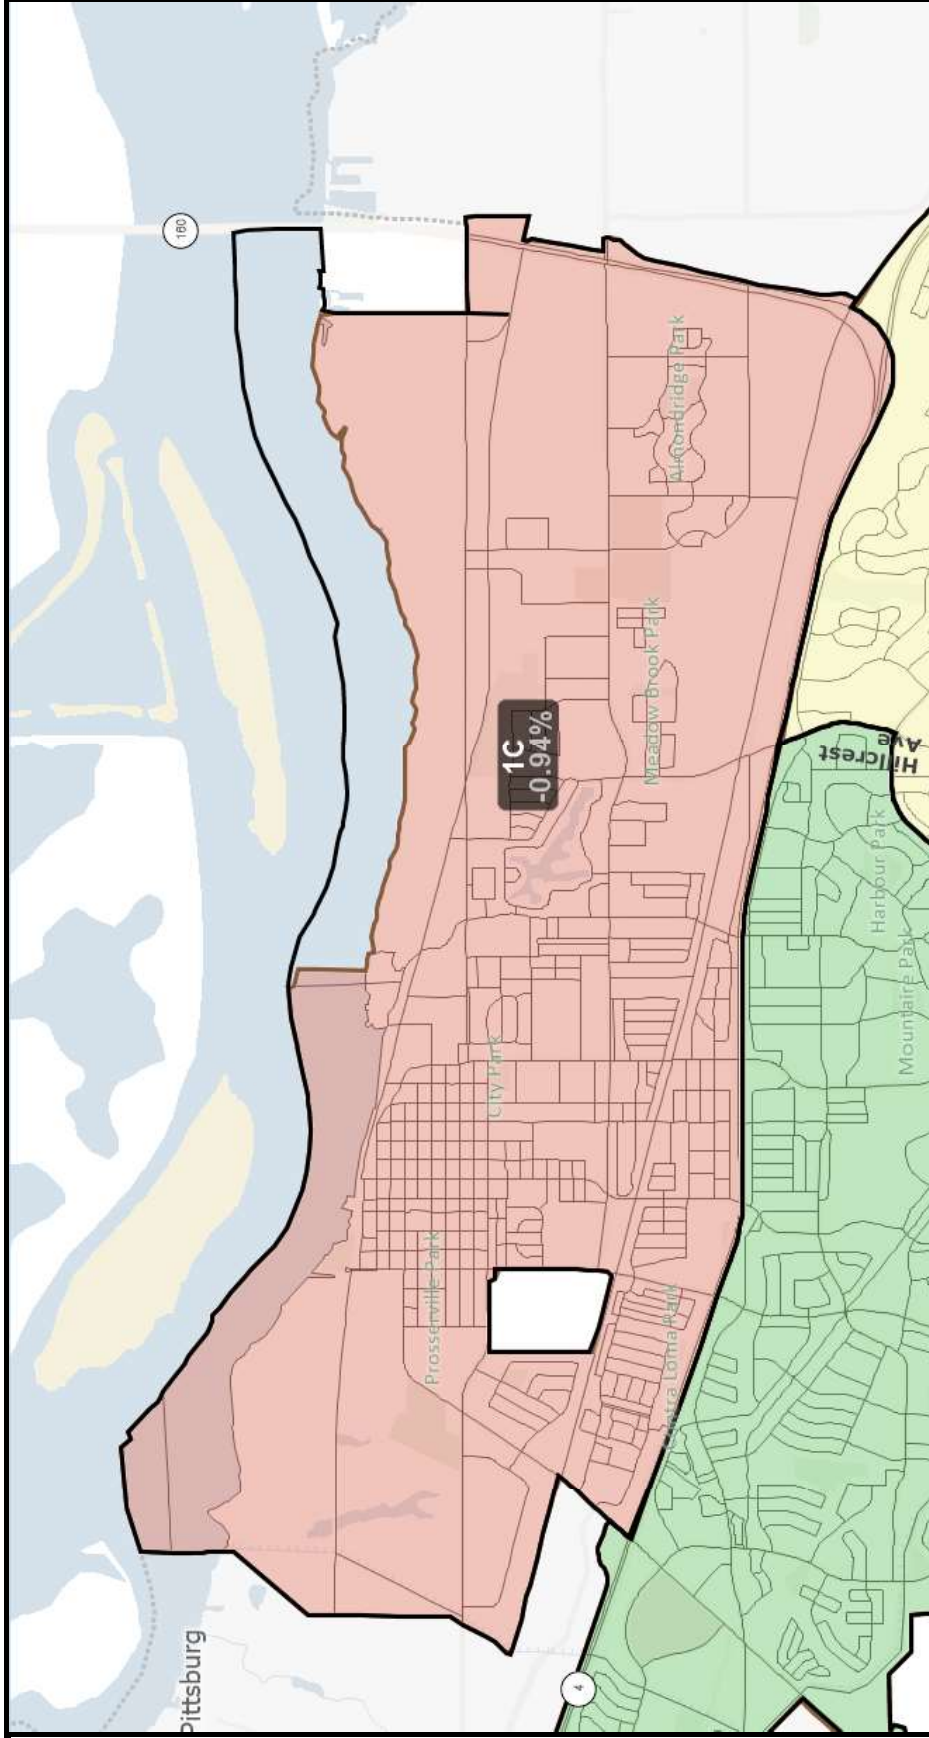 160
Almondridge Park
Meadow Brook Park
1C
-0.94%
Hillcrest
Ave
Harbour Park
Mountaire Park
City Park
Prosserville Park
Contra Loma Park
Pittsburg
4